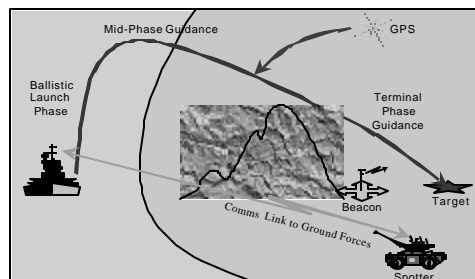 Mid-Phase Guidance
GPS
Ballistic
Launch
Phase
Terminal
Phase
Guidance
Beacon
Target
Comms Link to Ground Forces
Spotter